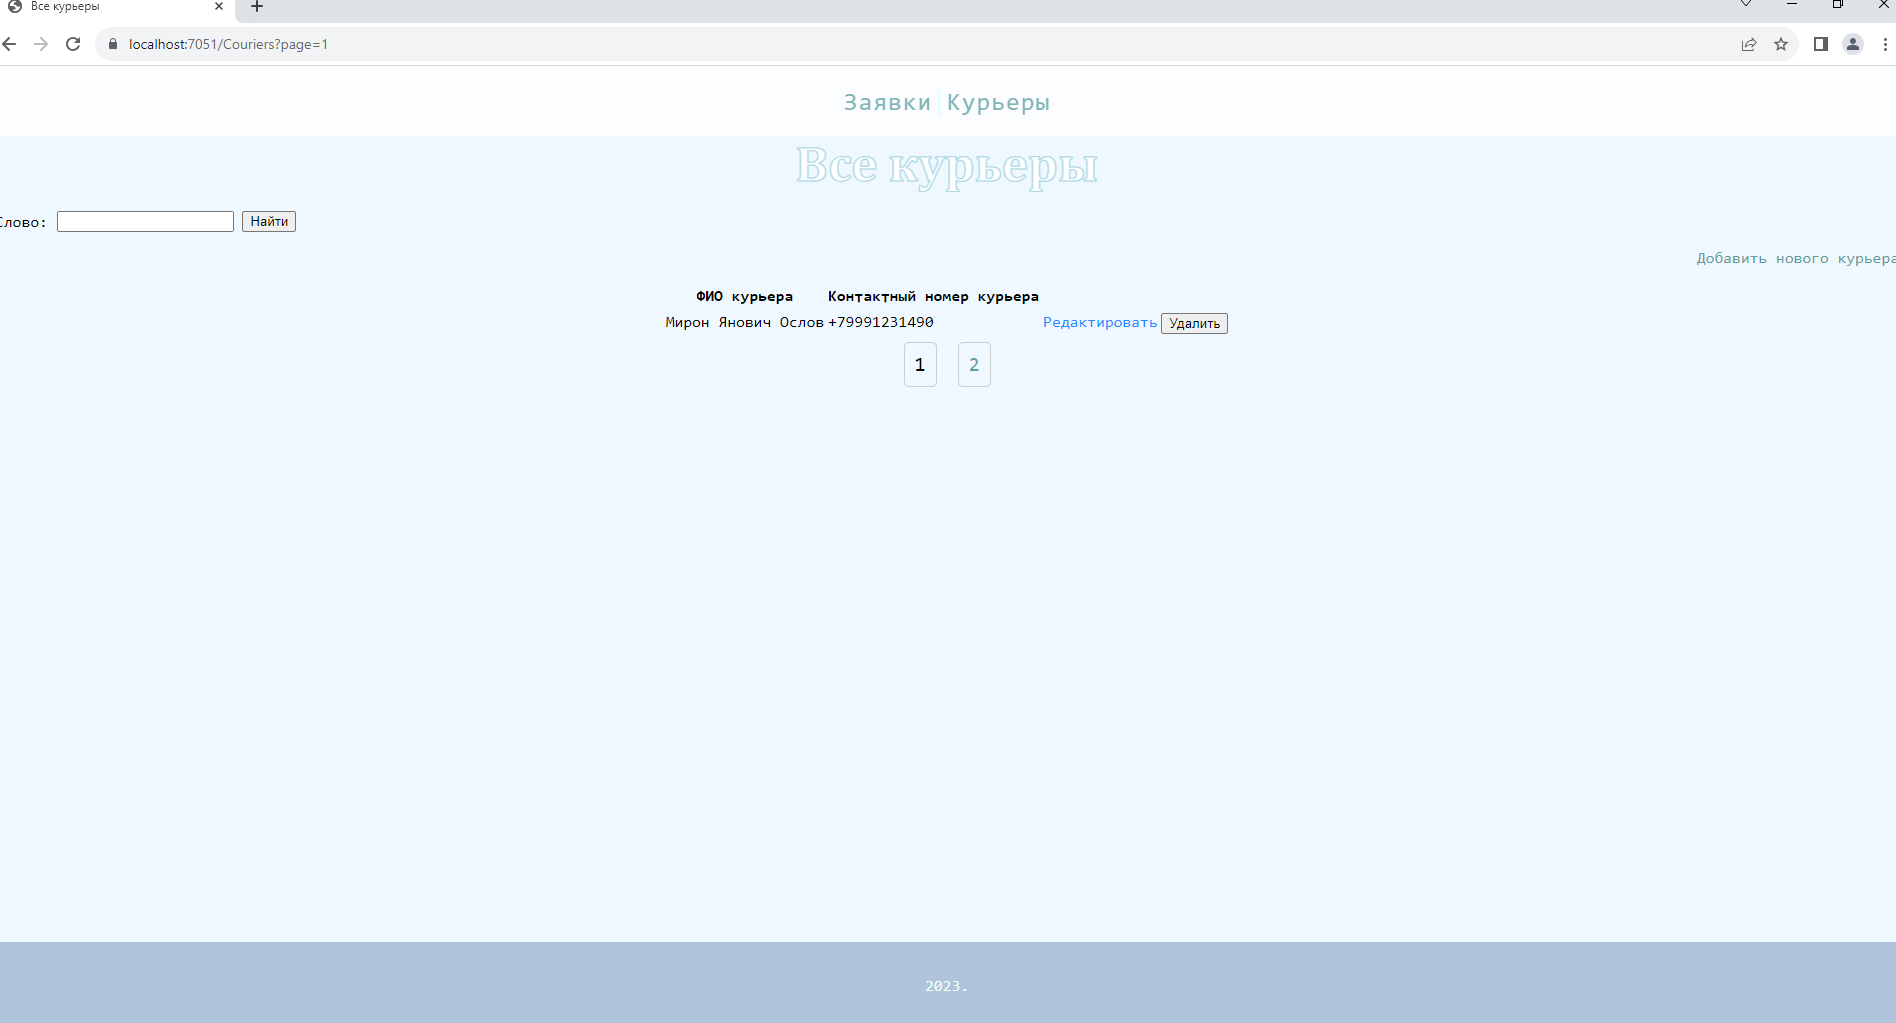 Все курьеры
localhost:7051/Couriers?page=1
Заявки Курьеры
Все курьеры
Слово: Найти
Добавить нового курьера
ФИО курьера Контактный номер курьера
Мирон Янович Ослов +79991231490 Редактировать Удалить
1 2
2023.